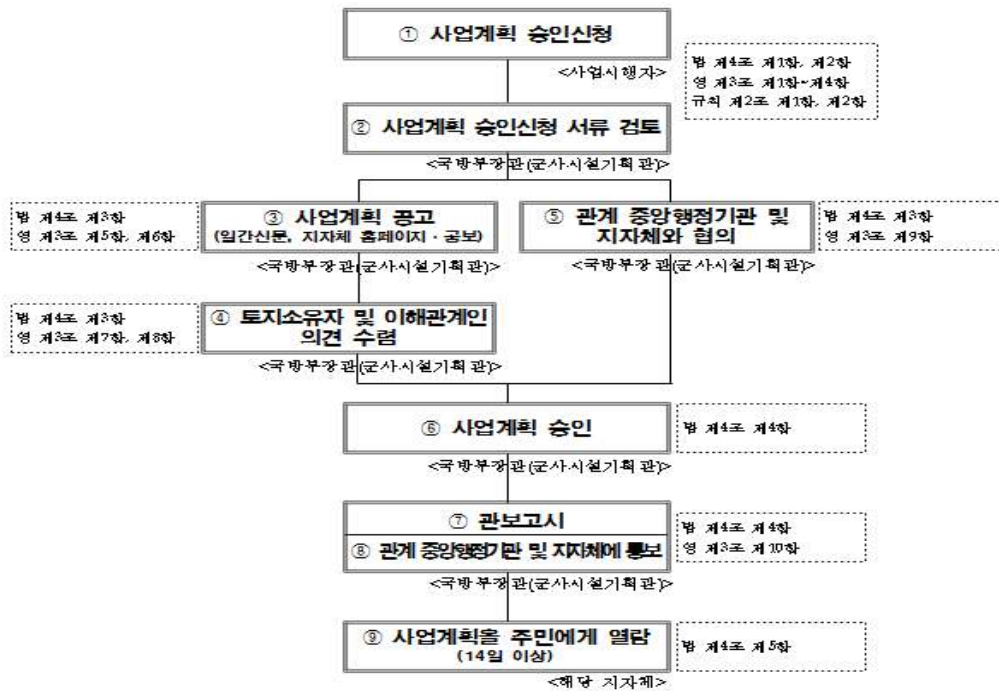 ① 사업계획 승인신청
<사업시행자>
법 제4조 제1항, 제2항
영 제3조 제1항~제4항
규칙 제2조 제1항, 제2항
② 사업계획 승인신청 서류 검토
<국방부장관(군사시설기획관)>
법 제4조 제3항
영 제3조 제5항, 제6항
③ 사업계획 공고
(일간신문, 지자체 홈페이지·공보)
<국방부장관(군사시설기획관)>
⑤ 관계 중앙행정기관 및
지자체와 협의
<국방부장관(군사시설기획관)>
법 제4조 제3항
영 제3조 제9항
법 제4조 제3항
영 제3조 제7항, 제8항
④ 토지소유자 및 이해관계인
의견 수렴
<국방부장관(군사시설기획관)>
⑥ 사업계획 승인
법 제4조 제4항
<국방부장관(군사시설기획관)>
⑦ 관보고시
⑧ 관계 중앙행정기관 및 지자체에 통보
법 제4조 제4항
영 제3조 제10항
<국방부장관(군사시설기획관)>
⑨ 사업계획을 주민에게 열람
(14일 이상)
법 제4조 제5항
<해당 지자체>